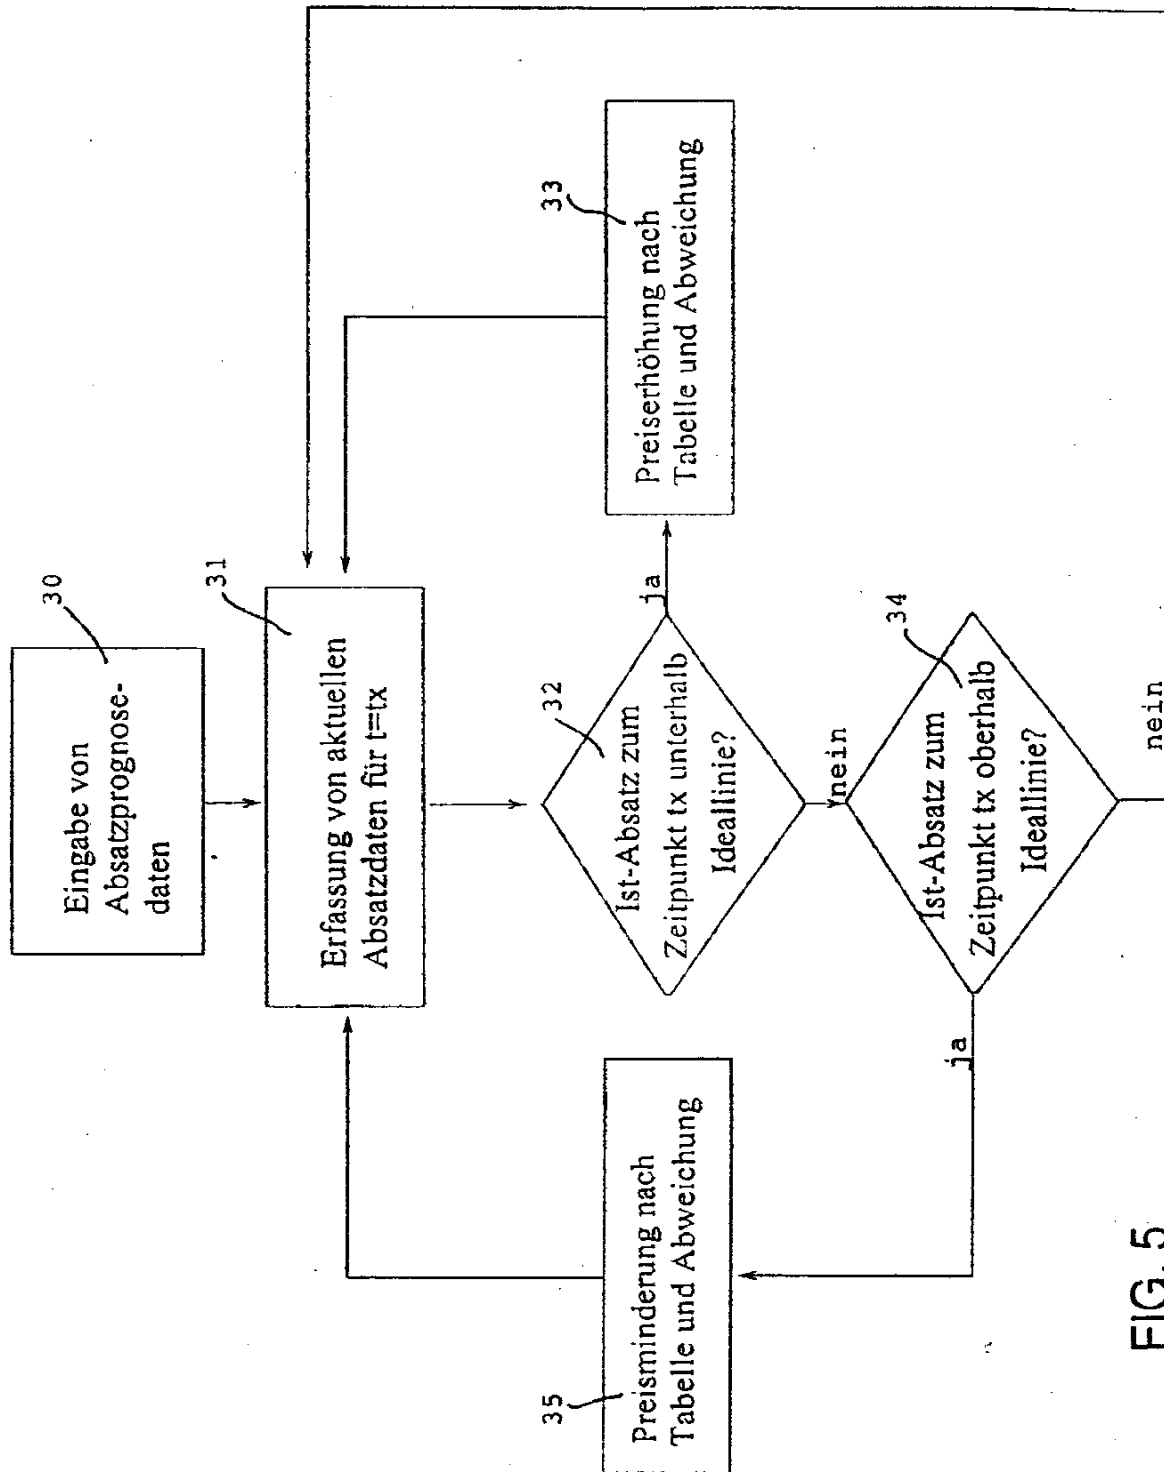 30
Eingabe von
Absatzprognose-
daten
31
Erfassung von aktuellen
Absatzdaten für t=tx
32
Ist-Absatz zum
Zeitpunkt tx unterhalb
Ideallinie?
ja
33
Preiserhöhung nach
Tabelle und Abweichung
nein
34
Ist-Absatz zum
Zeitpunkt tx oberhalb
Ideallinie?
ja
nein
35
Preisminderung nach
Tabelle und Abweichung
FIG. 5